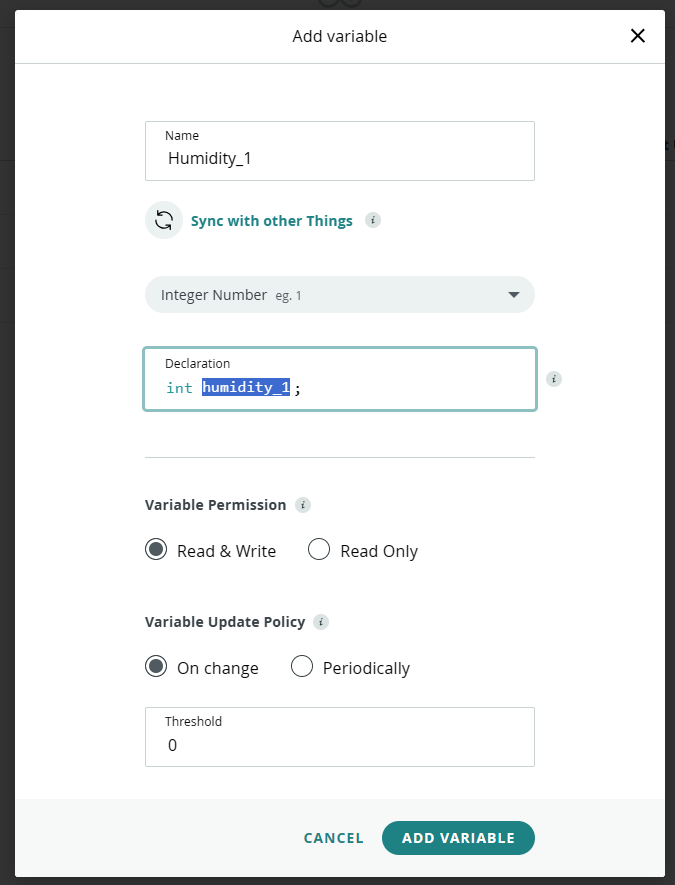 Add variable
Name
Humidity_1
Sync with other Things i
Integer Number eg. 1
Declaration
int humidity_1;
i
Variable Permission i
Read & Write Read Only
Variable Update Policy i
On change Periodically
Threshold
0
CANCEL ADD VARIABLE